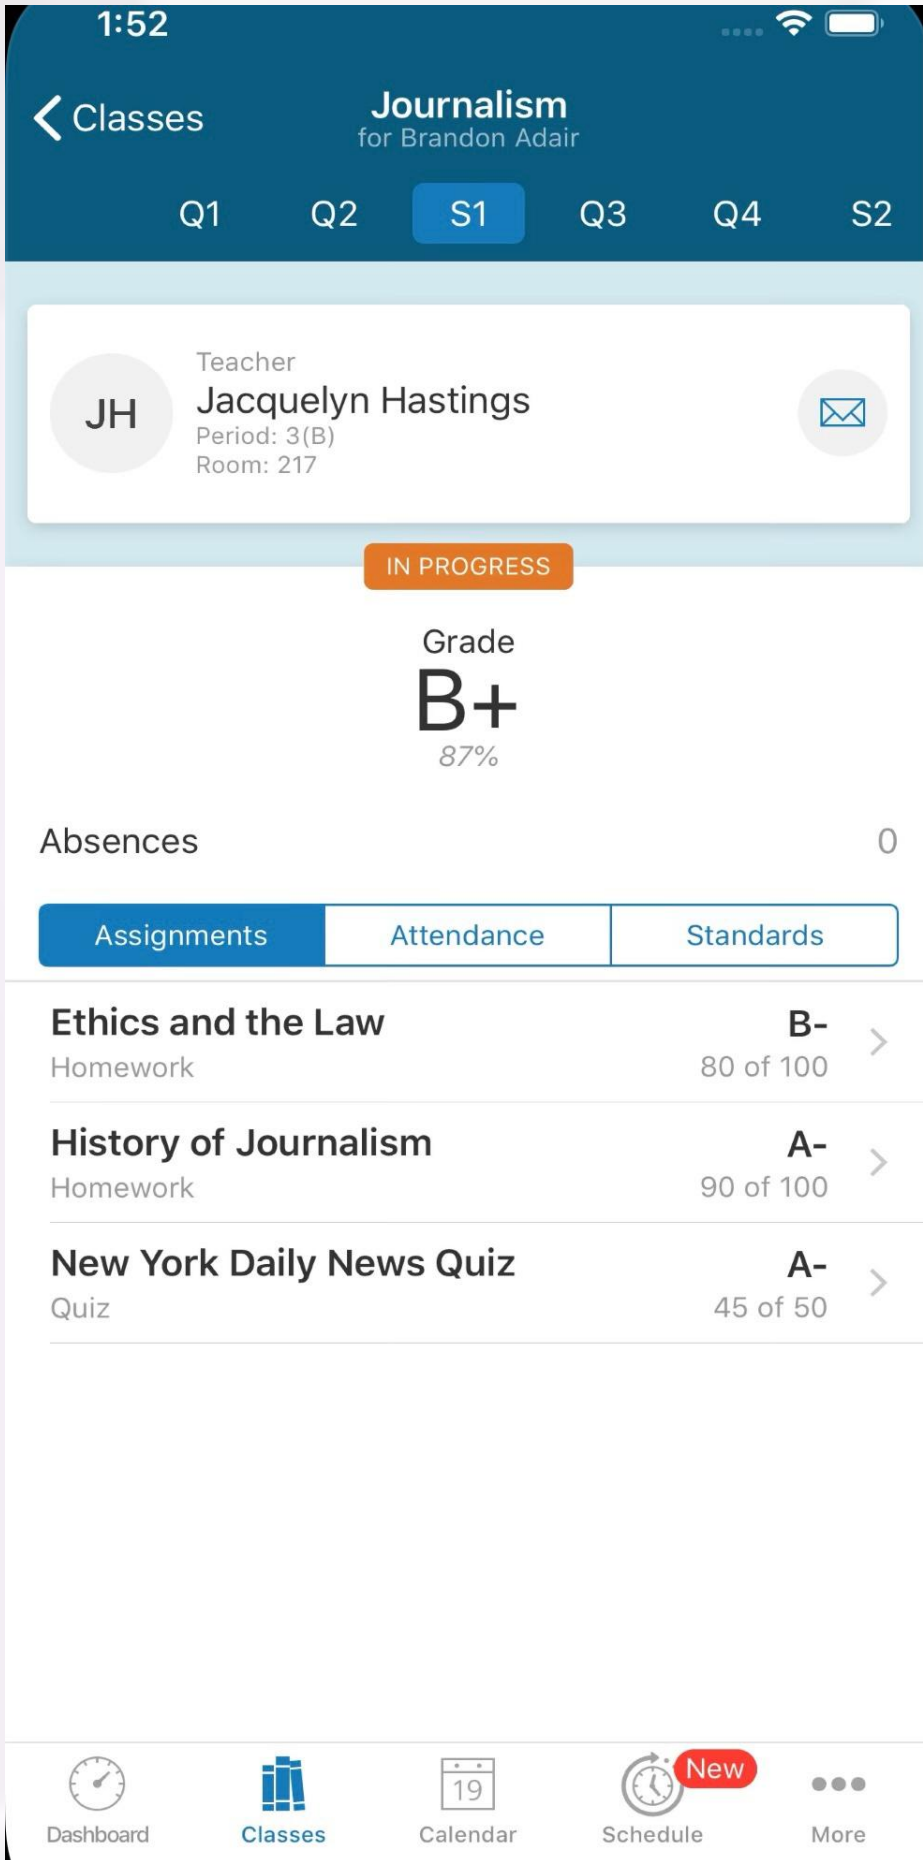 1:52
Classes
Journalism
for Brandon Adair
Q1 Q2 S1 Q3 Q4 S2
JH
Teacher
Jacquelyn Hastings
Period: 3(B)
Room: 217
IN PROGRESS
Grade
B+
87%
Absences 0
Assignments Attendance Standards
Ethics and the Law B-
Homework 80 of 100
History of Journalism A-
Homework 90 of 100
New York Daily News Quiz A-
Quiz 45 of 50
19 New
Dashboard Classes Calendar Schedule More